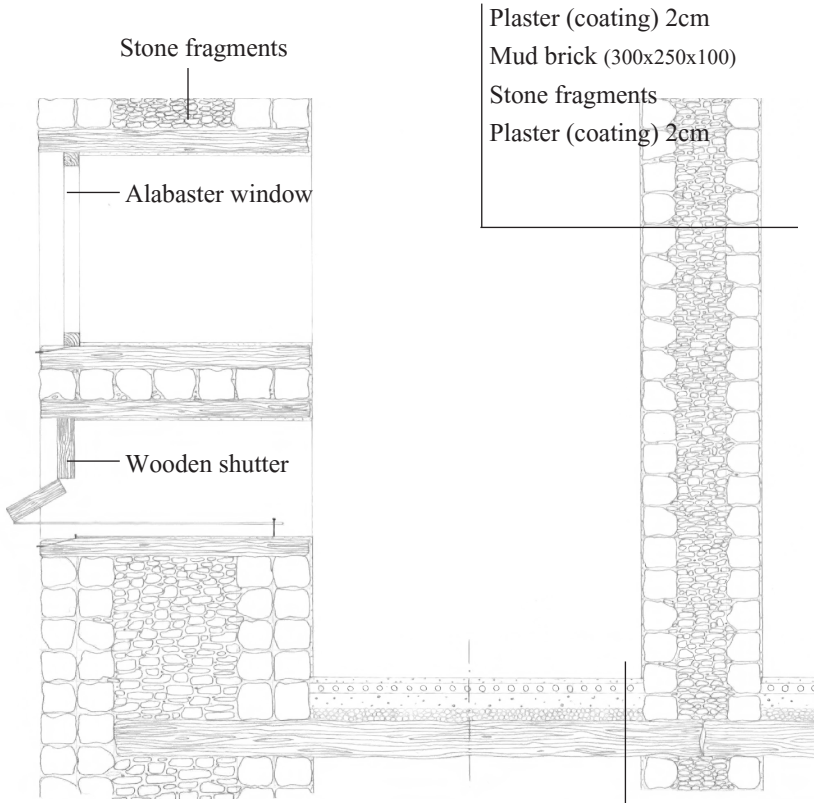 Plaster (coating) 2cm
Mud brick (300x250x100)
Stone fragments
Plaster (coating) 2cm
Stone fragments
Alabaster window
Wooden shutter